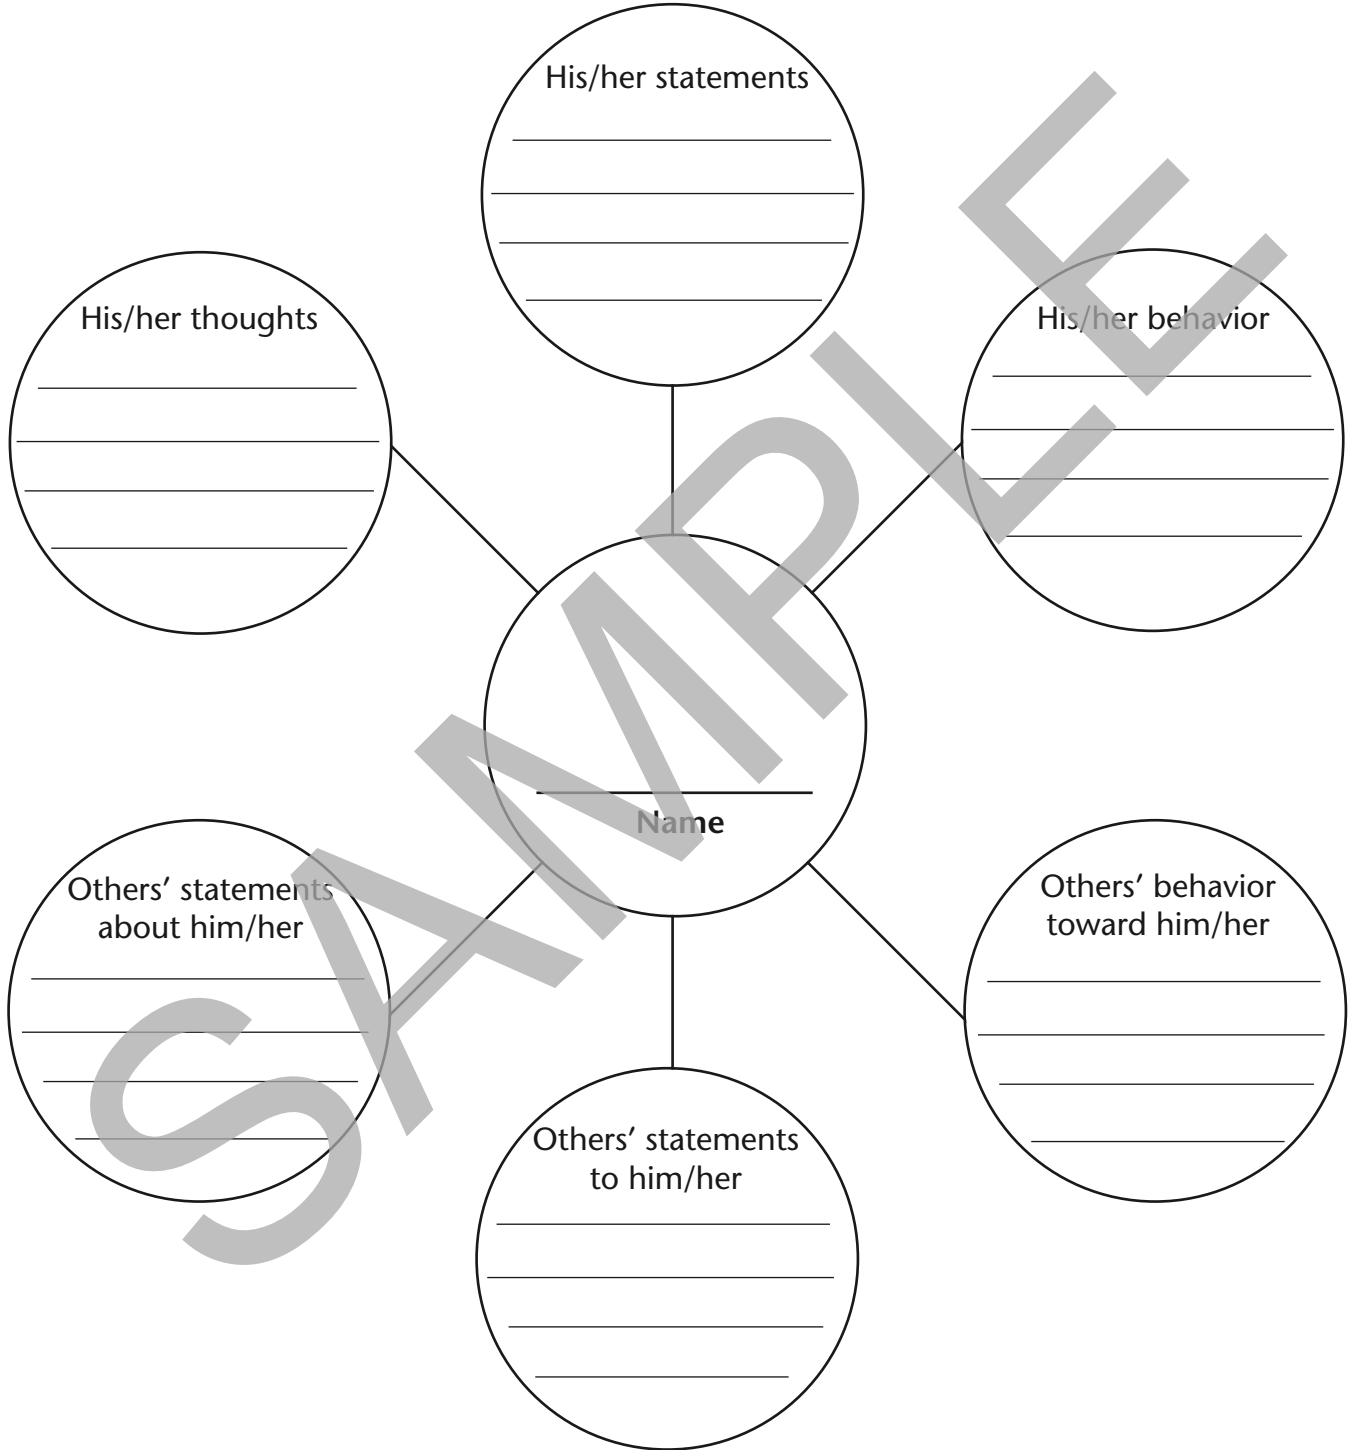 His/her statements
His/her thoughts
His/her behavior
Name
Others’ statements
about him/her
Others’ behavior
toward him/her
Others’ statements
to him/her
SAMPLE